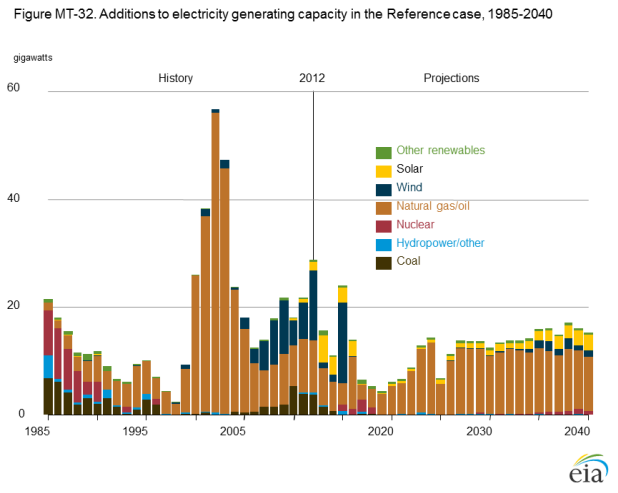 Figure MT-32. Additions to electricity generating capacity in the Reference case, 1985-2040
gigawatts
History 2012 Projections
60
Other renewables
Solar
Wind
40
Natural gas/oil
Nuclear
Hydropower/other
Coal
20
0
1985 1995 2005 2020 2030 2040
eia